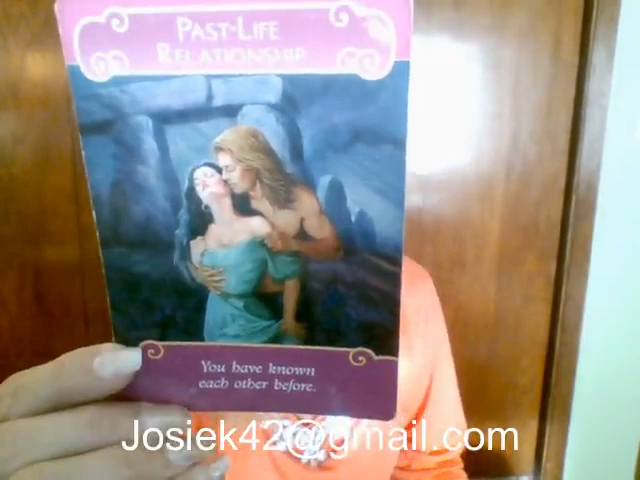 Past-Life
Relationship
You have known
each other before.
Josiek42@gmail.com